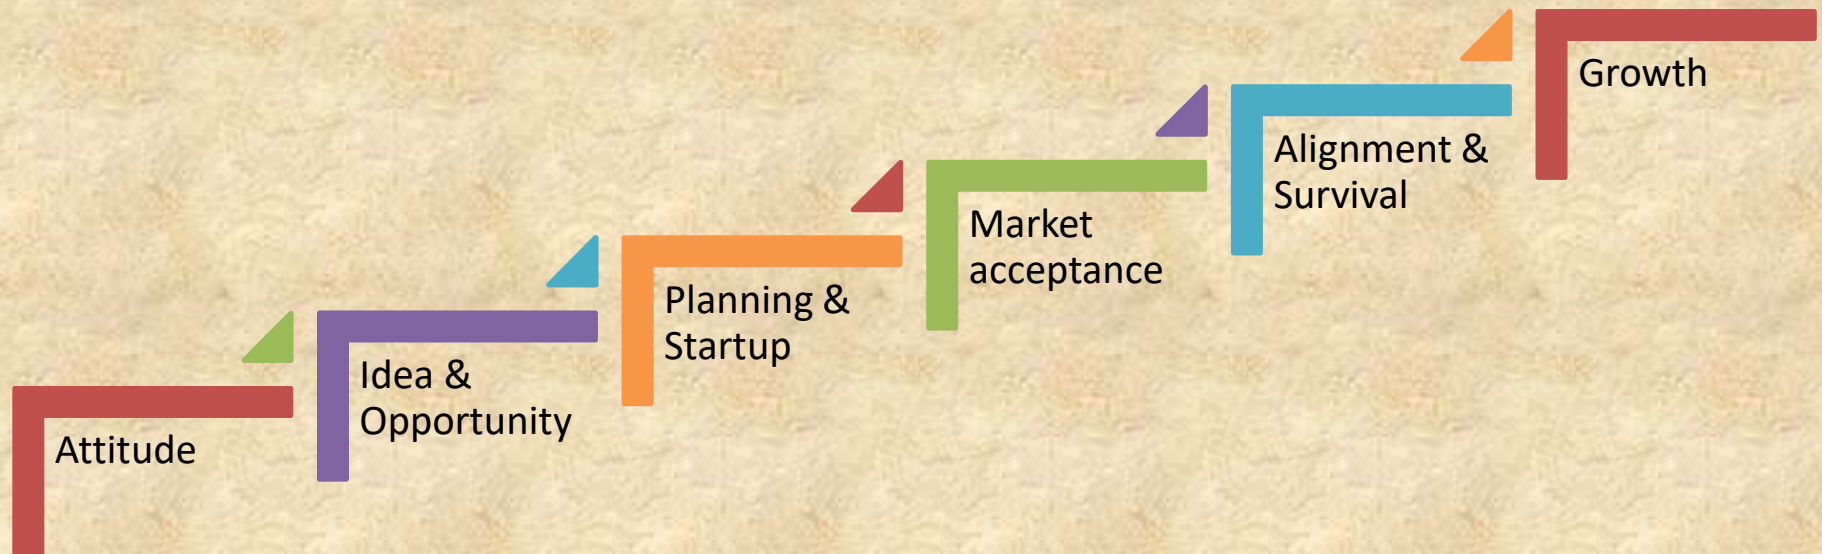 Attitude
Idea &
Opportunity
Planning &
Startup
Market
acceptance
Alignment &
Survival
Growth